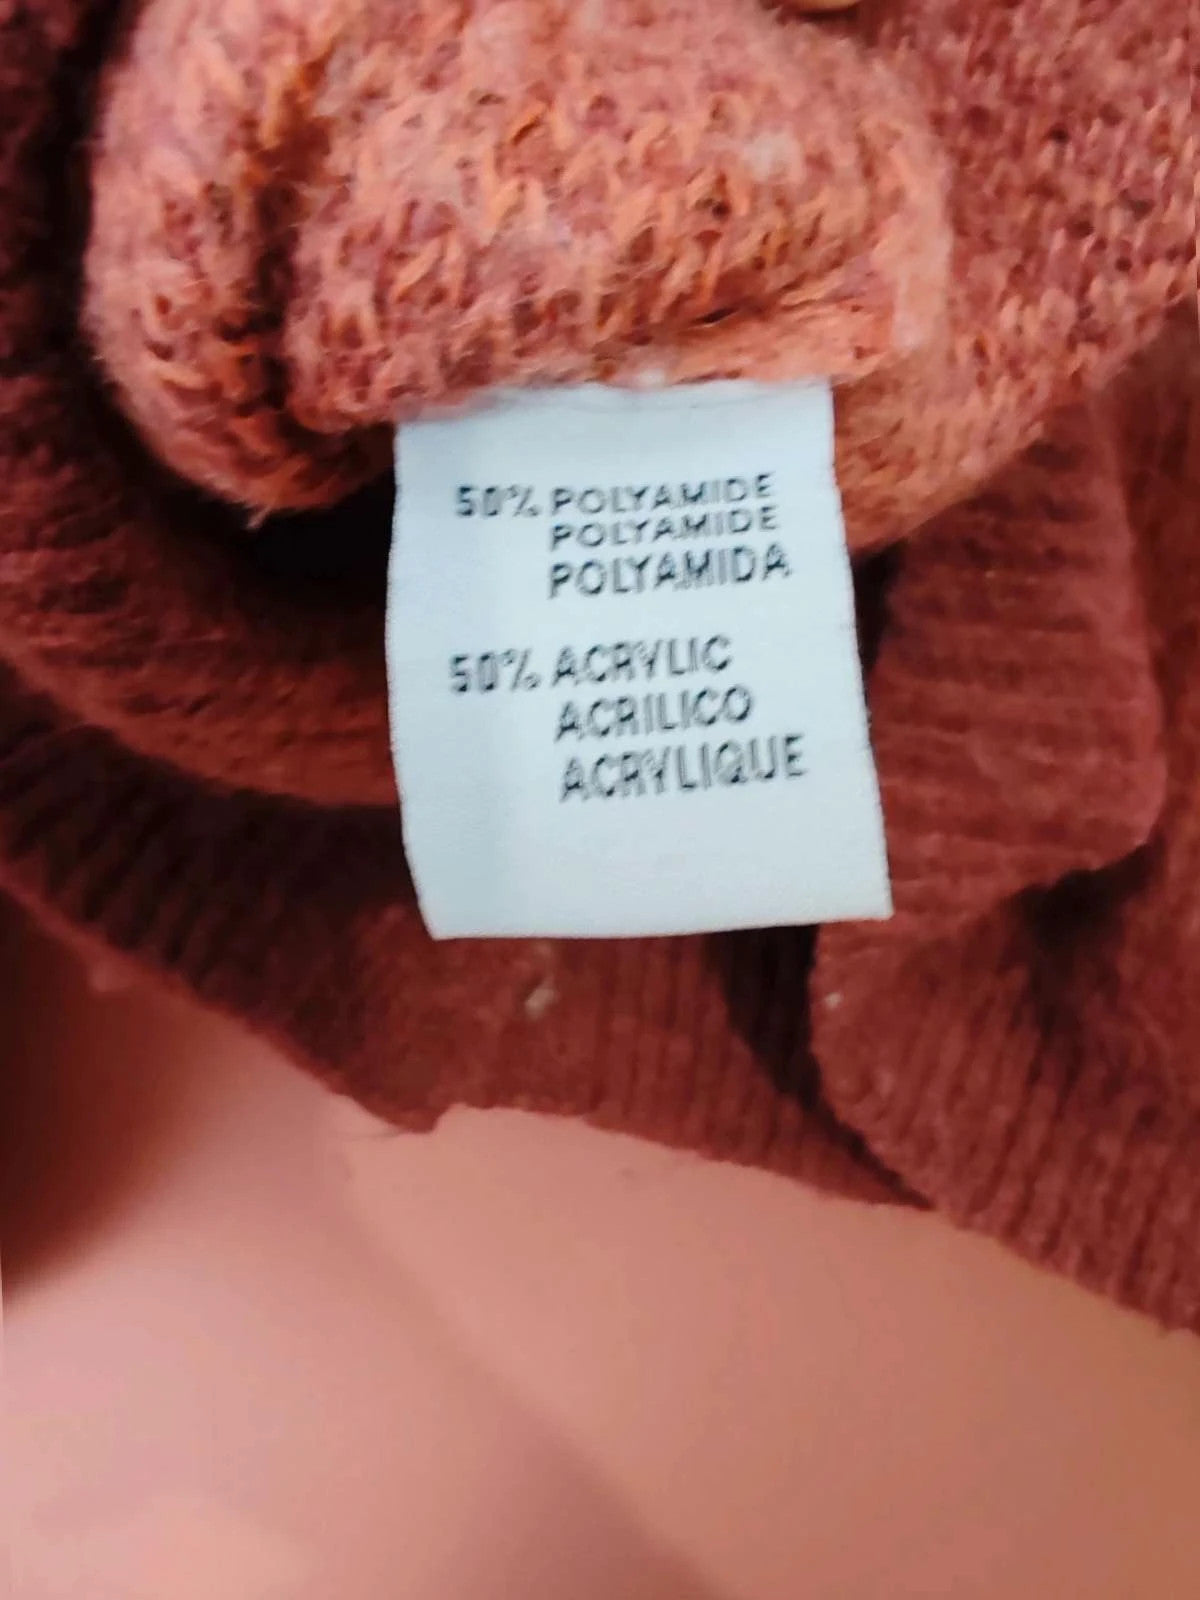 50% POLYAMIDE
POLYAMIDE
POLYAMIDA
50% ACRYLIC
ACRILICO
ACRYLIQUE